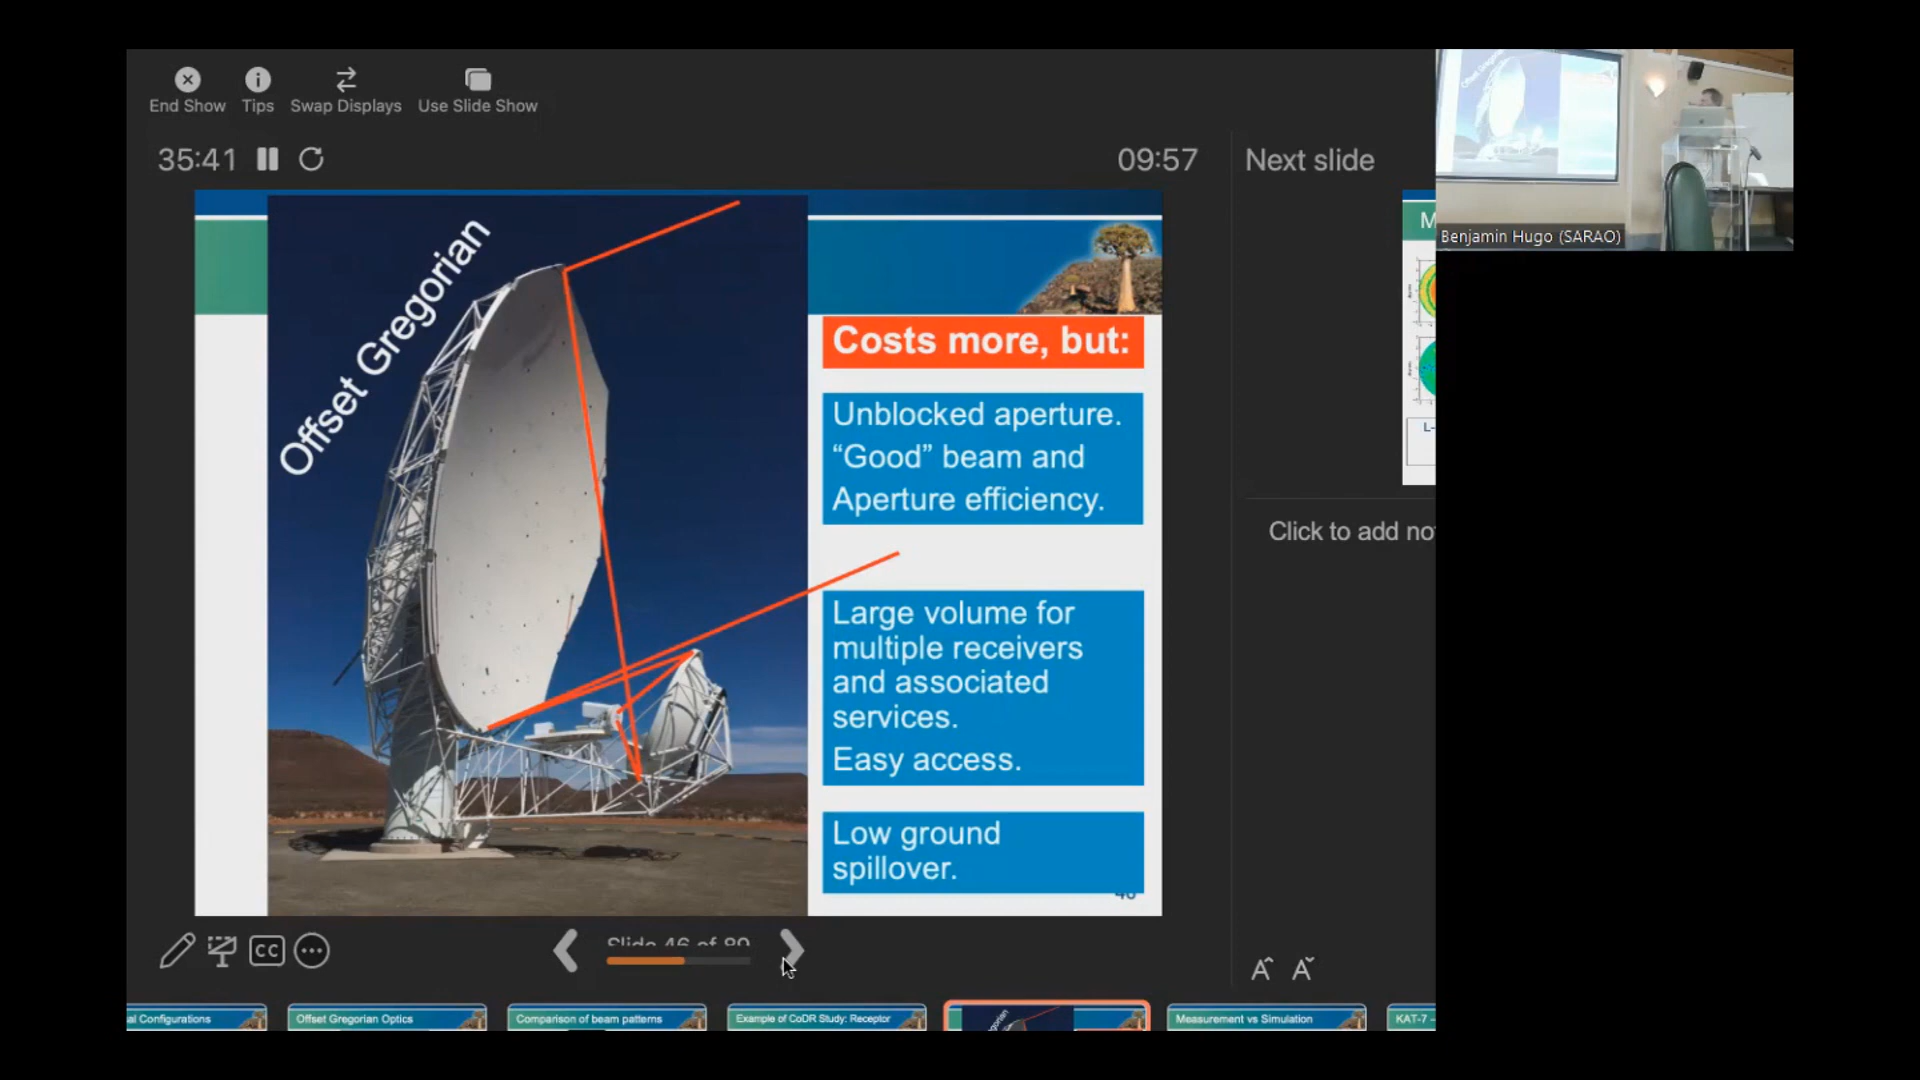 End Show
Tips
Swap Displays
Use Slide Show
35:41
09:57
Next slide
Benjamin Hugo (SARAO)
Offset Gregorian
Costs more, but:
Unblocked aperture.
“Good” beam and
Aperture efficiency.
Large volume for
multiple receivers
and associated
services.
Easy access.
Low ground
spillover.
M
L-
Click to add no
CC
Slide 46 of 89
al Configurations
Offset Gregorian Optics
Comparison of beam patterns
Example of CoDR Study: Receptor
Measurement vs Simulation
KAT-7 –